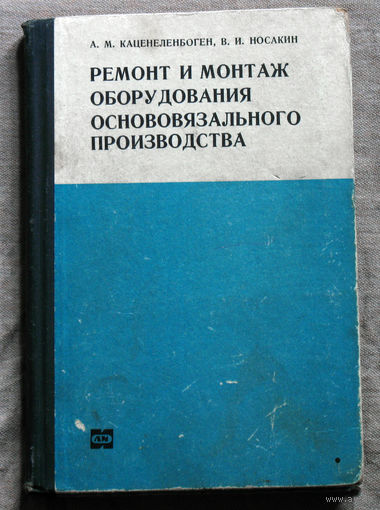 А. М. КАЦЕНЕЛЕНБОГЕН, В. И. НОСАКИН
РЕМОНТ И МОНТАЖ
ОБОРУДОВАНИЯ
ОСНОВОВЯЗАЛЬНОГО
ПРОИЗВОДСТВА